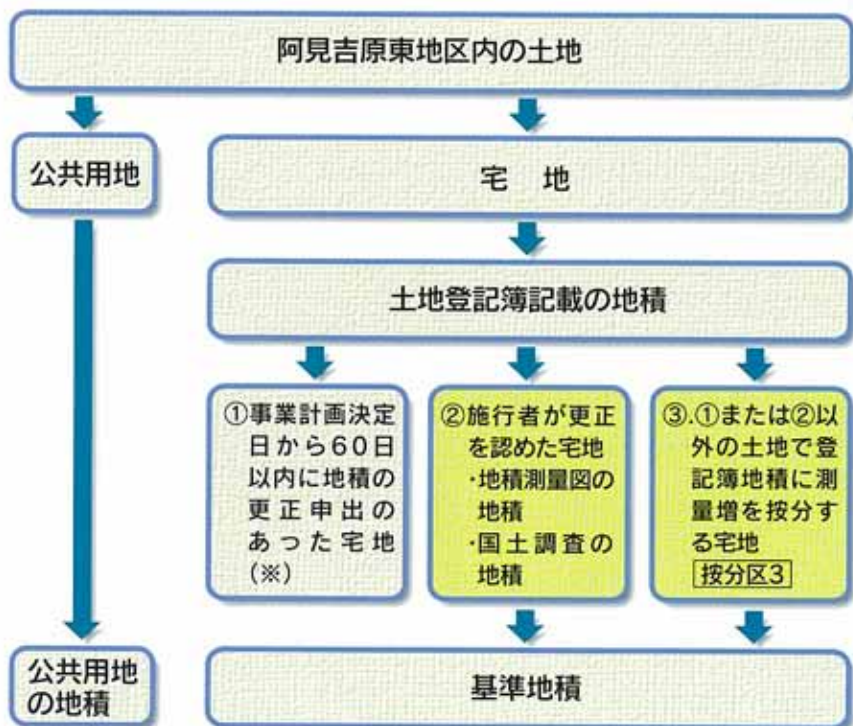 阿見吉原東地区内の土地
公共用地
宅　地
土地登記簿記載の地積
①事業計画決定
日から60日
以内に地積の
更正申出の
あった宅地
(※)
②施行者が更正
を認めた宅地
・地積測量図の
地積
・国土調査の
地積
③.①または②以
外の土地で登
記簿地積に測
量増を按分す
る宅地
按分区3
公共用地
の地積
基準地積